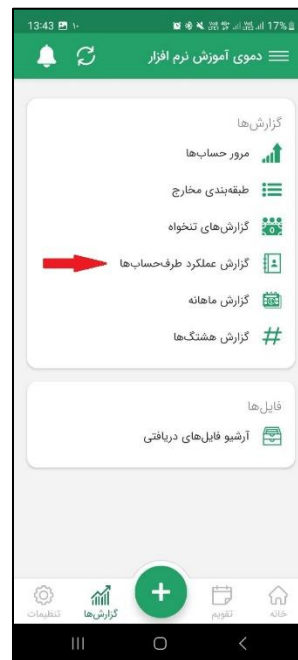 13:43 17%
دموی آموزش نرم افزار
گزارش‌ها
مرور حساب‌ها
طبقه‌بندی مخارج
گزارش‌های تنخواه
گزارش عملکرد طرف‌حساب‌ها
گزارش ماهانه
گزارش هشتگ‌ها
فایل‌ها
آرشیو فایل‌های دریافتی
خانه تقویم گزارش‌ها تنظیمات